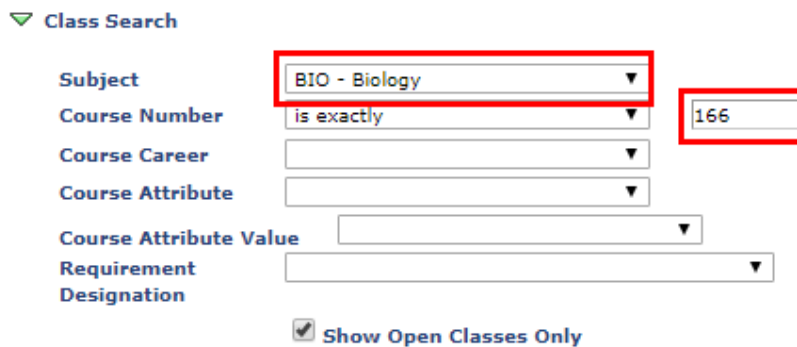 Class Search
Subject BIO - Biology
Course Number is exactly 166
Course Career
Course Attribute
Course Attribute Value
Requirement
Designation
Show Open Classes Only